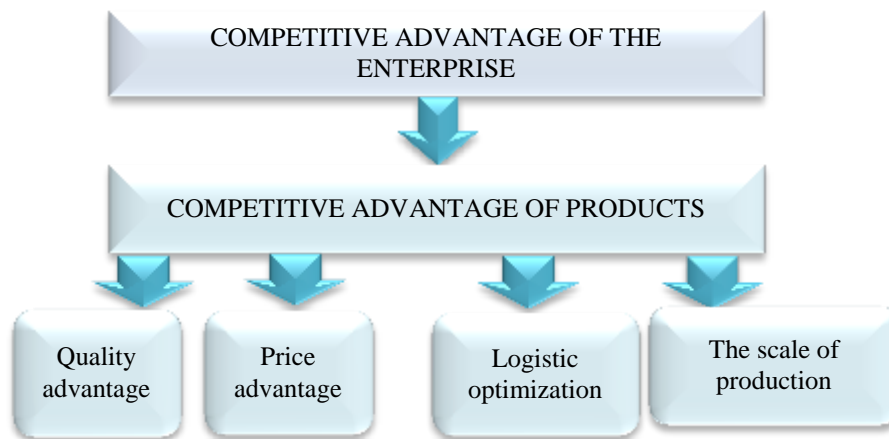 COMPETITIVE ADVANTAGE OF THE
ENTERPRISE
COMPETITIVE ADVANTAGE OF PRODUCTS
Quality
advantage
Price
advantage
Logistic
optimization
The scale of
production